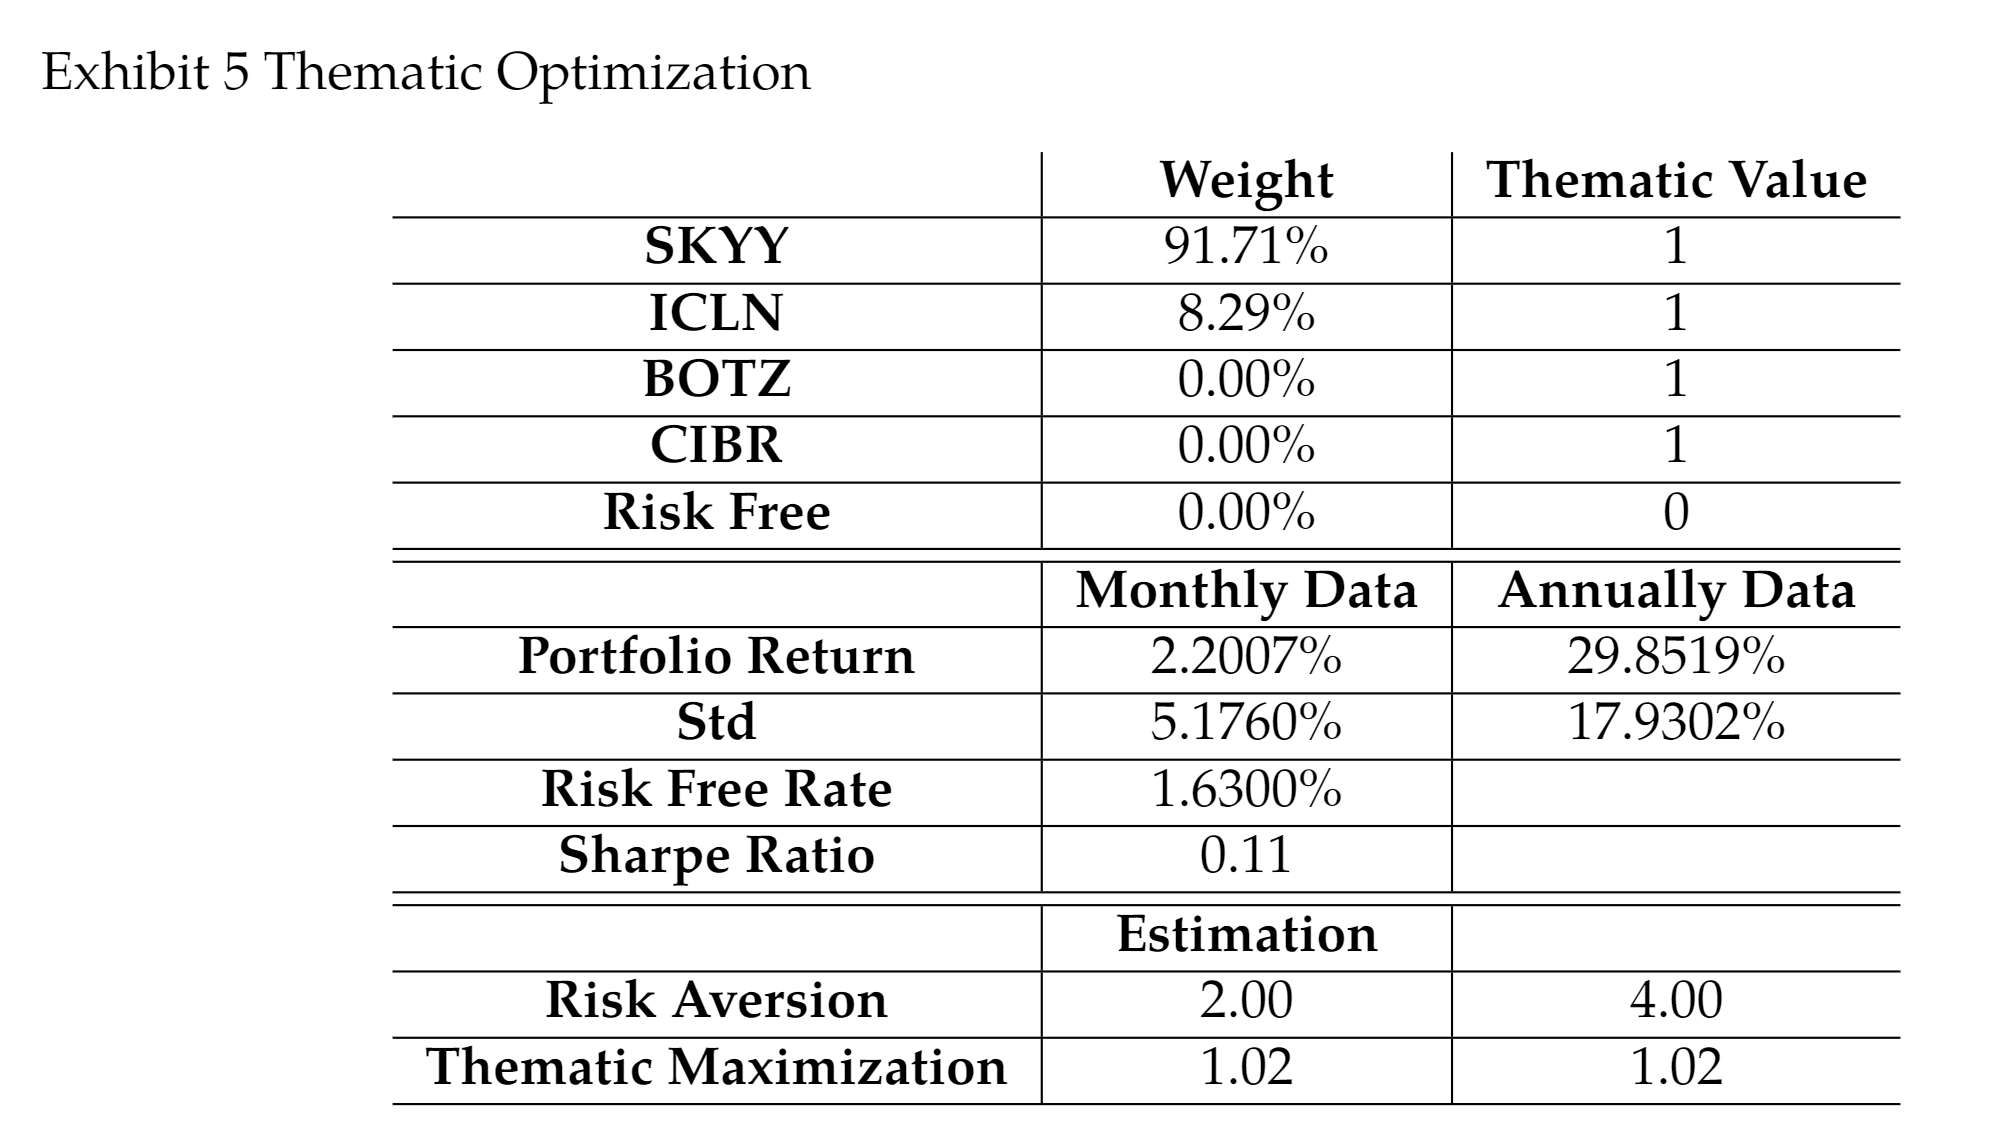 Exhibit 5 Thematic Optimization
Weight Thematic Value
SKYY 91.71% 1
ICLN 8.29% 1
BOTZ 0.00% 1
CIBR 0.00% 1
Risk Free 0.00% 0
Monthly Data Annually Data
Portfolio Return 2.2007% 29.8519%
Std 5.1760% 17.9302%
Risk Free Rate 1.6300%
Sharpe Ratio 0.11
Estimation
Risk Aversion 2.00 4.00
Thematic Maximization 1.02 1.02